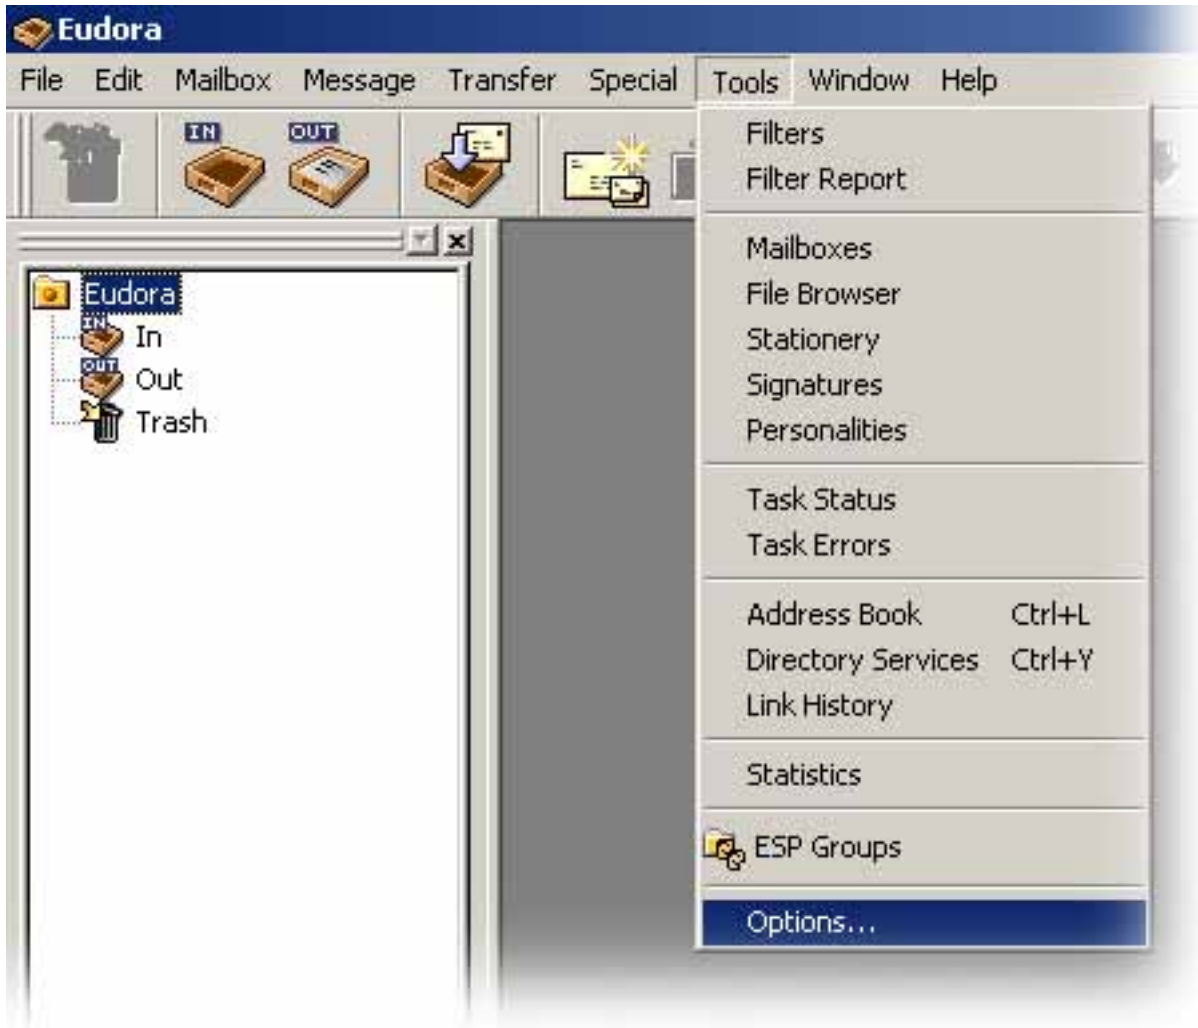 Eudora
File Edit Mailbox Message Transfer Special Tools Window Help
IN OUT
Eudora
IN In
OUT Out
Trash
Filters
Filter Report
Mailboxes
File Browser
Stationery
Signatures
Personalities
Task Status
Task Errors
Address Book Ctrl+L
Directory Services Ctrl+Y
Link History
Statistics
ESP Groups
Options...